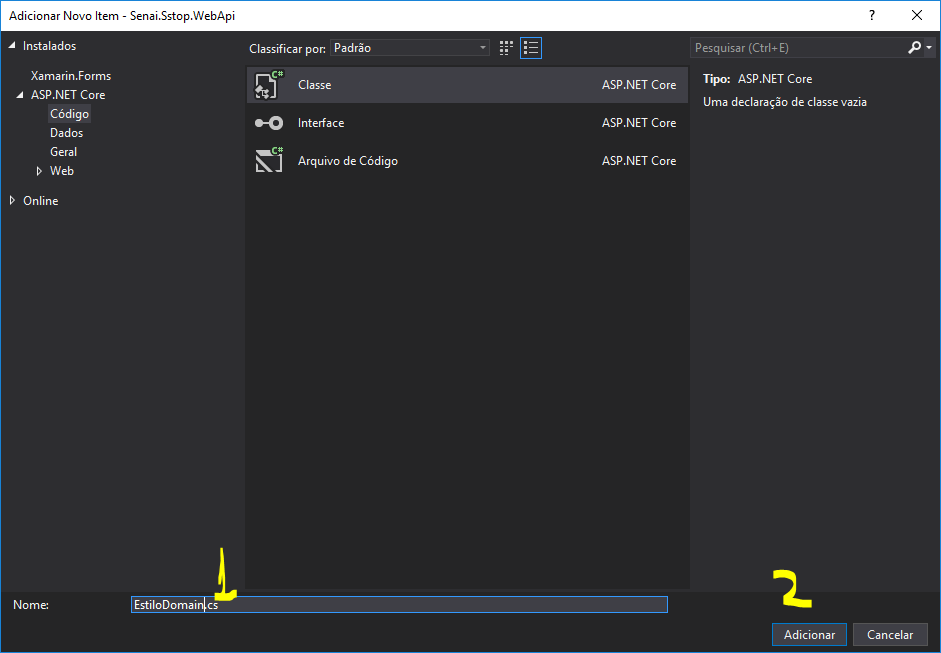 Adicionar Novo Item - Senai.Sstop.WebApi
?
Instalados
Xamarin.Forms
ASP.NET Core
Código
Dados
Geral
Web
Online
Classificar por: Padrão
C# Classe ASP.NET Core
Interface ASP.NET Core
C# Arquivo de Código ASP.NET Core
Pesquisar (Ctrl+E)
Tipo: ASP.NET Core
Uma declaração de classe vazia
1
Nome: EstiloDomain.cs
2
Adicionar Cancelar